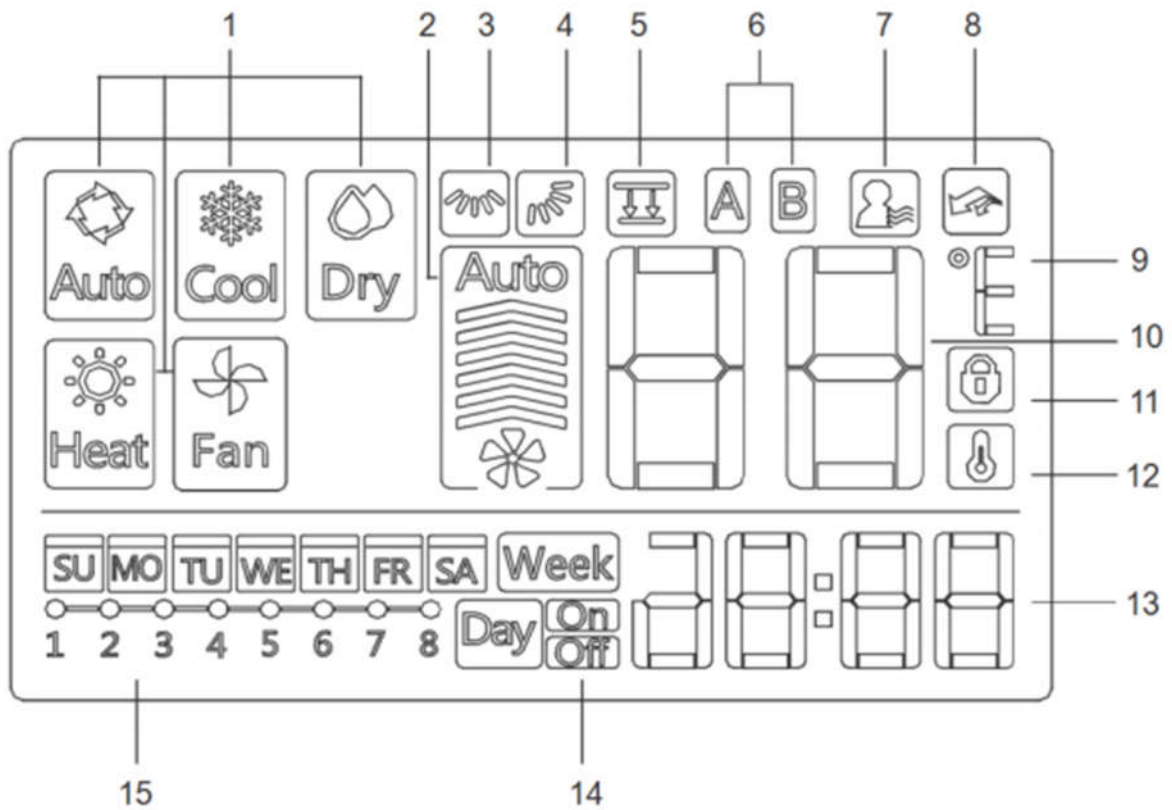 1 2 3 4 5 6 7 8
A B
Auto Cool Dry Auto
9
10
11
Heat Fan
12
SU MO TU WE TH FR SA Week
13
1 2 3 4 5 6 7 8 Day On
Off
15 14